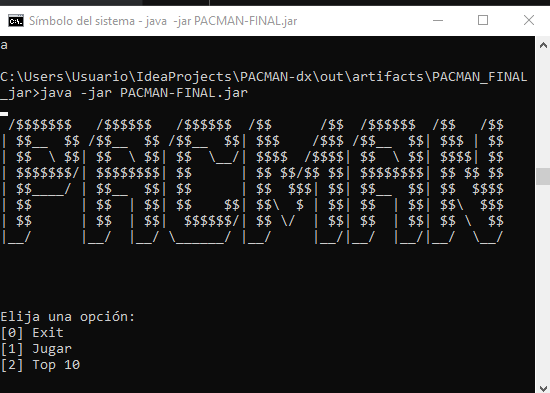 Símbolo del sistema - java  -jar PACMAN-FINAL.jar
a
C:\Users\Usuario\IdeaProjects\PACMAN-dx\out\artifacts\PACMAN_FINAL
_jar>java -jar PACMAN-FINAL.jar
 /$$$$$$$   /$$$$$$   /$$$$$$  /$$      /$$  /$$$$$$  /$$   /$$
| $$__  $$ /$$__  $$ /$$__  $$| $$$    /$$$ /$$__  $$| $$$ | $$
| $$  \ $$| $$  \ $$| $$  \__/| $$$$  /$$$$| $$  \ $$| $$$$| $$
| $$$$$$$/| $$$$$$$$| $$      | $$ $$/$$ $$| $$$$$$$$| $$ $$ $$
| $$____/ | $$__  $$| $$      | $$  $$$| $$| $$__  $$| $$  $$$$
| $$      | $$  | $$| $$    $$| $$\  $ | $$| $$  | $$| $$\  $$$
| $$      | $$  | $$|  $$$$$$/| $$ \/  | $$| $$  | $$| $$ \  $$
|__/      |__/  |__/ \______/ |__/     |__/|__/  |__/|__/  \__/
Elija una opción:
[0] Exit
[1] Jugar
[2] Top 10